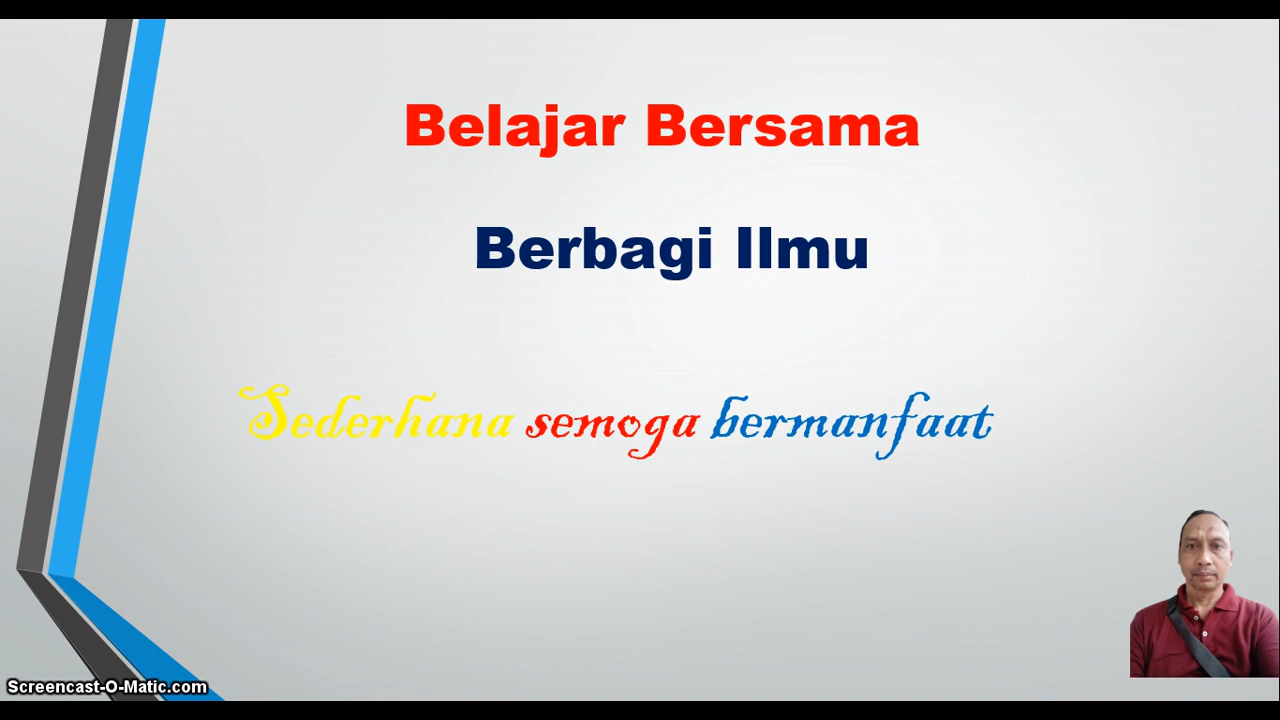 Belajar Bersama
Berbagi Ilmu
Sederhana semoga bermanfaat
Screencast-O-Matic.com